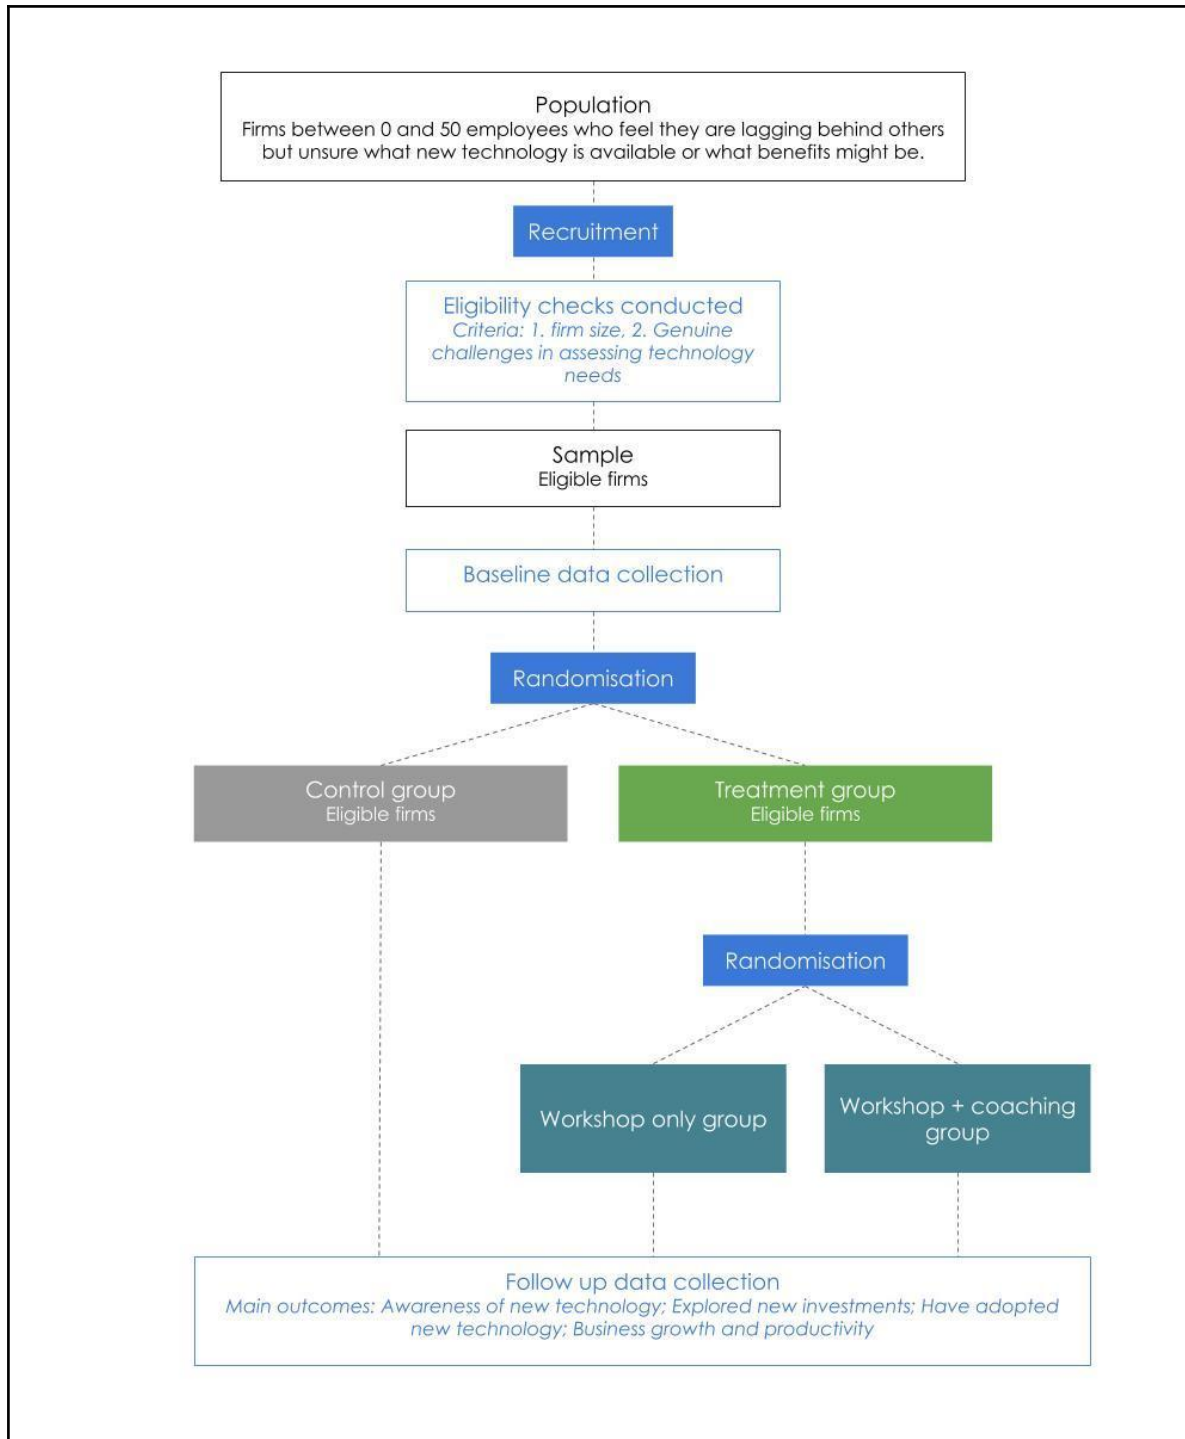 Population
Firms between 0 and 50 employees who feel they are lagging behind others
but unsure what new technology is available or what benefits might be.
Recruitment
Eligibility checks conducted
Criteria: 1. firm size, 2. Genuine
challenges in assessing technology
needs
Sample
Eligible firms
Baseline data collection
Randomisation
Control group
Eligible firms
Treatment group
Eligible firms
Randomisation
Workshop only group
Workshop + coaching
group
Follow up data collection
Main outcomes: Awareness of new technology; Explored new investments; Have adopted
new technology; Business growth and productivity